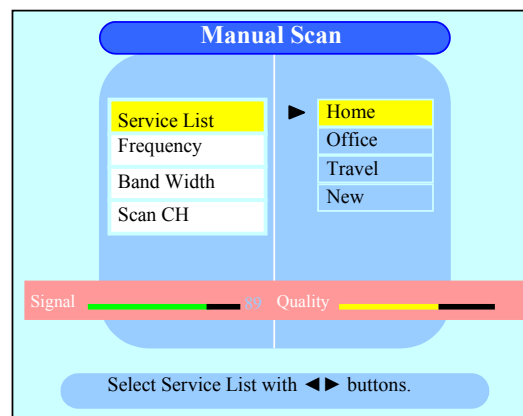 Manual Scan
Service List
Frequency
Band Width
Scan CH
► Home
Office
Travel
New
Signal 89 Quality
Select Service List with ◄► buttons.